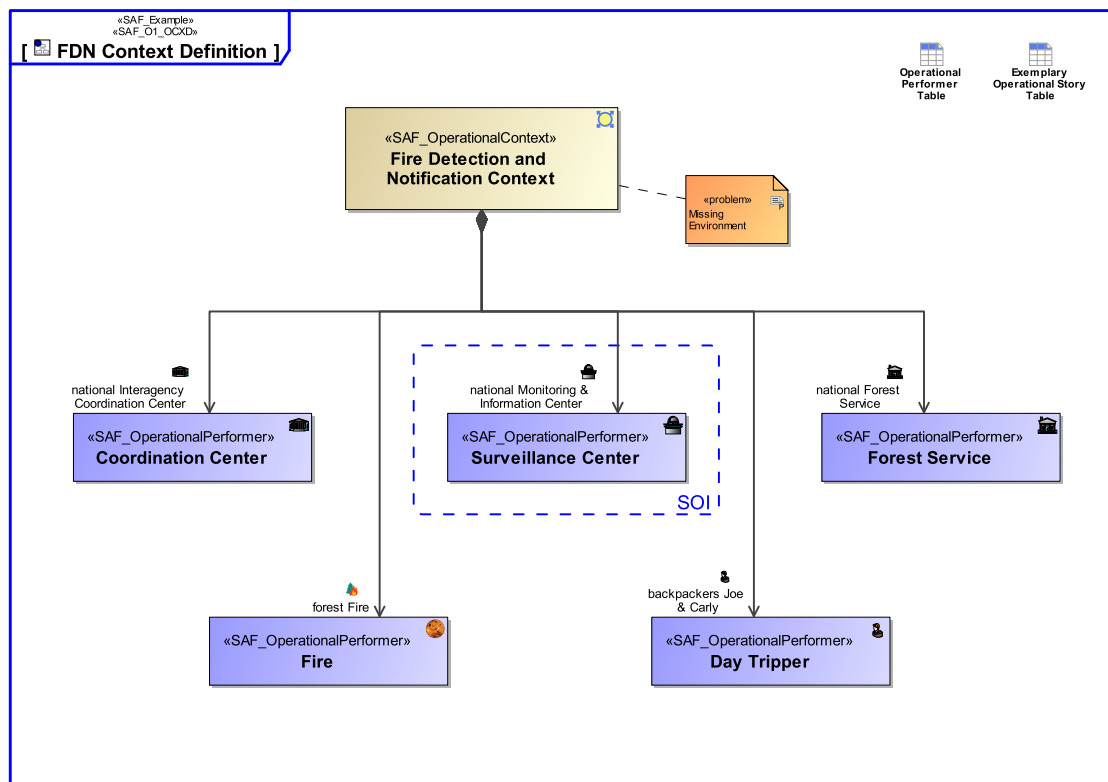 «SAF_Example»
«SAF_O1_OCXD»
[ FDN Context Definition ]
Operational
Performer
Table
Exemplary
Operational Story
Table
«SAF_OperationalContext»
Fire Detection and
Notification Context
«problem»
Missing
Environment
national Interagency
Coordination Center
«SAF_OperationalPerformer»
Coordination Center
national Monitoring &
Information Center
«SAF_OperationalPerformer»
Surveillance Center
SOI
national Forest
Service
«SAF_OperationalPerformer»
Forest Service
forest Fire
«SAF_OperationalPerformer»
Fire
backpackers Joe
& Carly
«SAF_OperationalPerformer»
Day Tripper